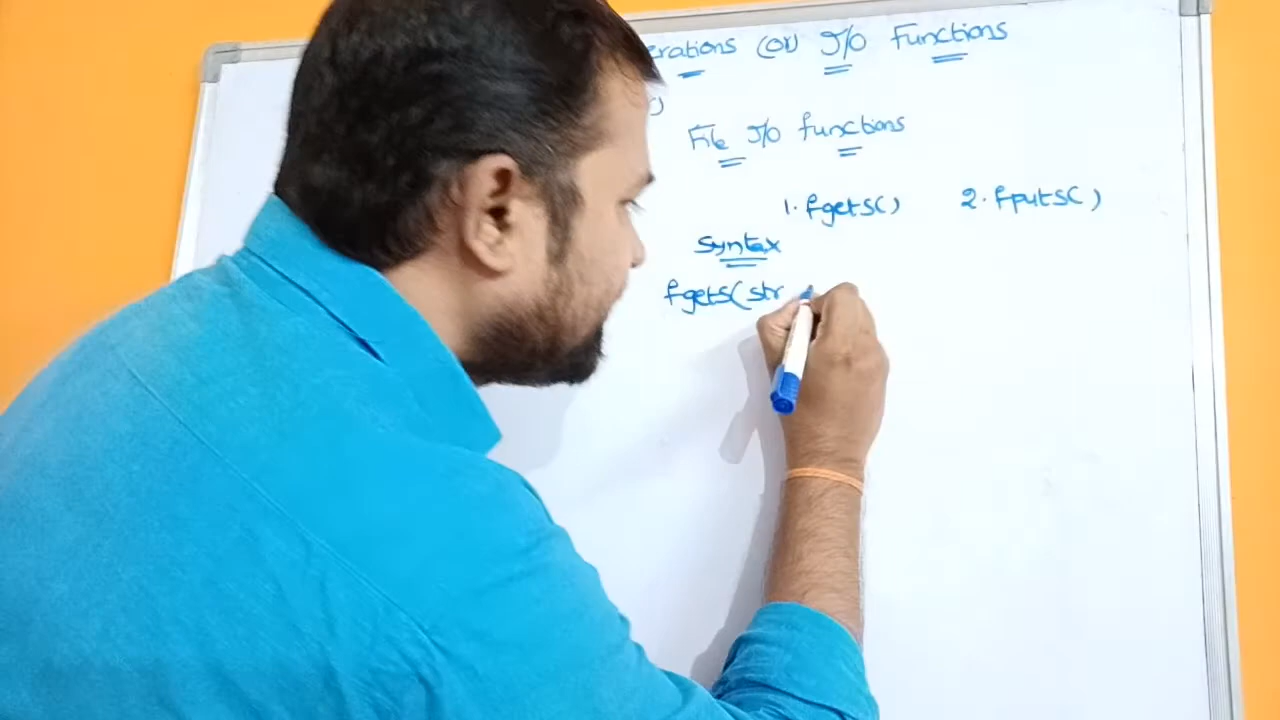 erations (or) I/O Functions
File I/O functions
1. fgets() 2. fputs()
Syntax
fgets(str